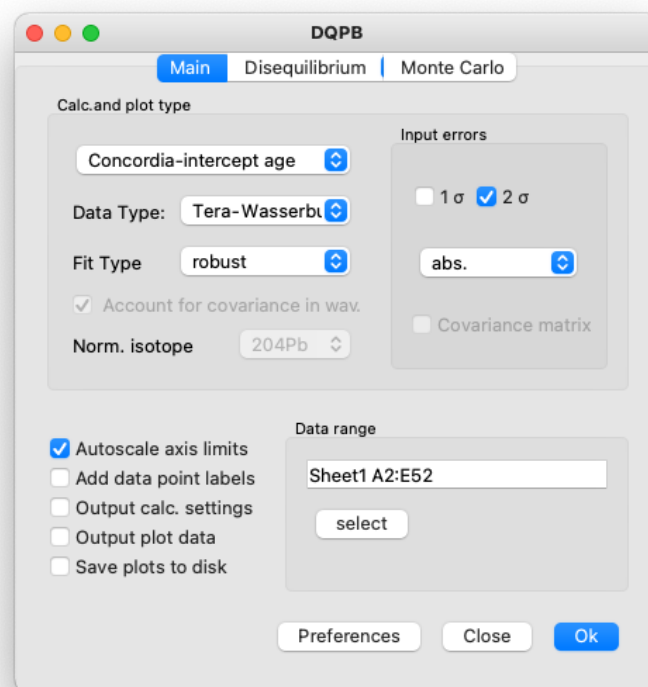 DQPB
Main Disequilibrium Monte Carlo
Calc.and plot type
Input errors
Concordia-intercept age
1 σ 2 σ
Data Type: Tera-Wasserbu
Fit Type robust
abs.
Account for covariance in wav.
Covariance matrix
Norm. isotope 204Pb
Data range
Autoscale axis limits
Sheet1 A2:E52
Add data point labels
Output calc. settings
select
Output plot data
Save plots to disk
Preferences Close Ok